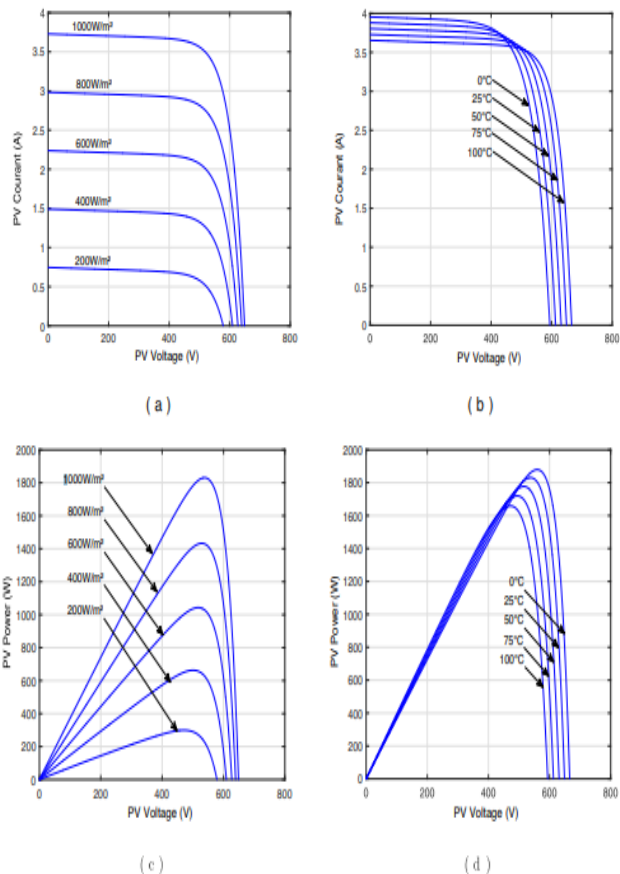 4
3.5
3
2.5
2
1.5
1
0.5
0
PV Courant (A)
1000W/m²
800W/m²
600W/m²
400W/m²
200W/m²
0 200 400 600 800
PV Voltage (V)
( a )
4
3.5
3
2.5
2
1.5
1
0.5
0
PV Courant (A)
0°C
25°C
50°C
75°C
100°C
0 200 400 600 800
PV Voltage (V)
( b )
2000
1800
1600
1400
1200
1000
800
600
400
200
0
PV Power (W)
1000W/m²
800W/m²
600W/m²
400W/m²
200W/m²
0 200 400 600 800
PV Voltage (V)
( c )
2000
1800
1600
1400
1200
1000
800
600
400
200
0
PV Power (W)
0°C
25°C
50°C
75°C
100°C
0 200 400 600 800
PV Voltage (V)
( d )